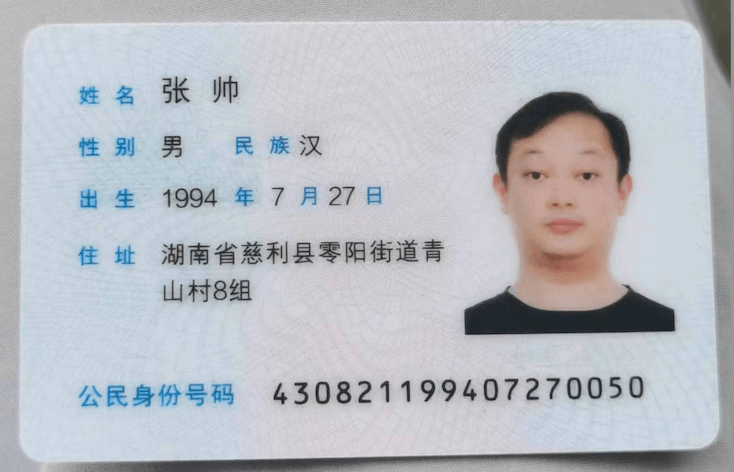 姓名 张帅
性别 男 民族 汉
出生 1994 年 7 月 27 日
住址 湖南省慈利县零阳街道青
山村8组
公民身份号码 430821199407270050